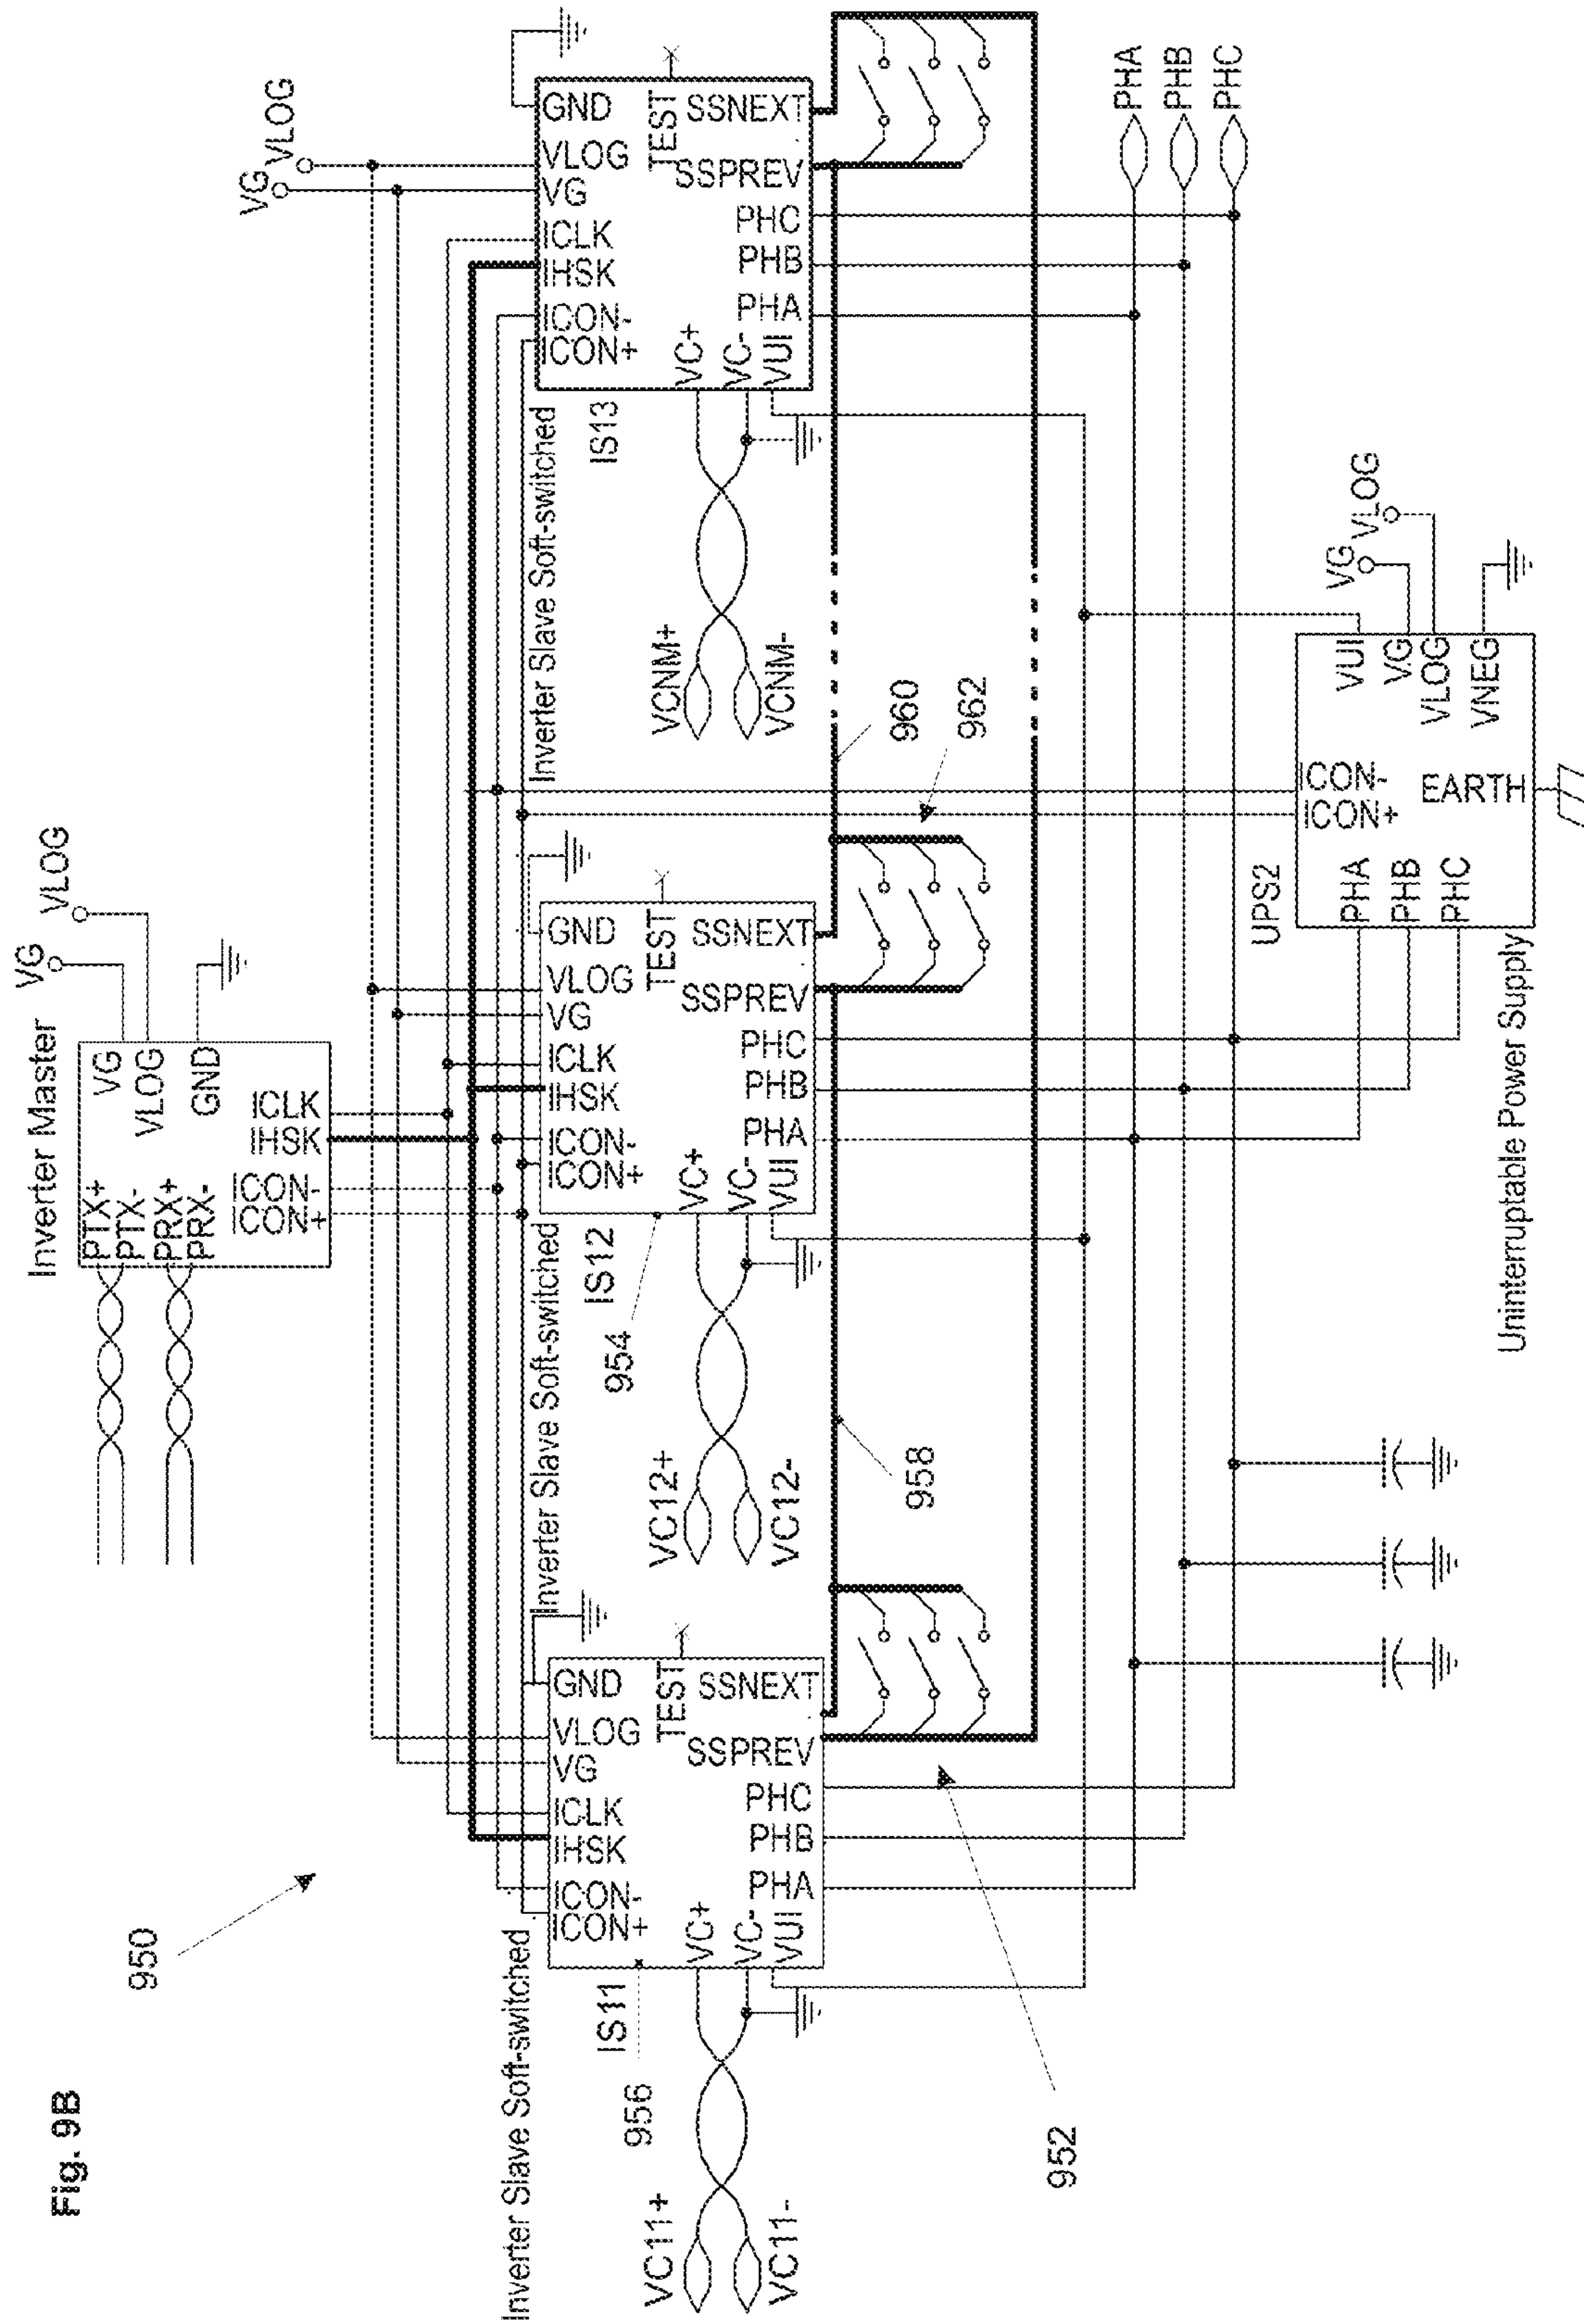 Fig. 9B
950
Inverter Master
PTX+
PTX-
PRX+
PRX-
VG
VLOG
GND
ICLK
IHSK
ICON-
ICON+
VG
VLOG
VG
VLOG
Inverter Slave Soft-switched
IS11
956
ICON+
ICON-
IHSK
ICLK
VG
VLOG
GND
TEST
VC+
VC-
VUI
PHA
PHB
PHC
SSPREV
SSNEXT
VC11+
VC11-
952
Inverter Slave Soft-switched
IS12
954
ICON+
ICON-
IHSK
ICLK
VG
VLOG
GND
TEST
VC+
VC-
VUI
PHA
PHB
PHC
SSPREV
SSNEXT
VC12+
VC12-
958
Inverter Slave Soft-switched
IS13
ICON+
ICON-
IHSK
ICLK
VG
VLOG
GND
TEST
VC+
VC-
VUI
PHA
PHB
PHC
SSPREV
SSNEXT
VCNM+
VCNM-
960
962
PHA
PHB
PHC
UPS2
PHA
PHB
PHC
ICON+
ICON-
EARTH
VUI
VG
VLOG
VNEG
VG
VLOG
Uninterruptable Power Supply